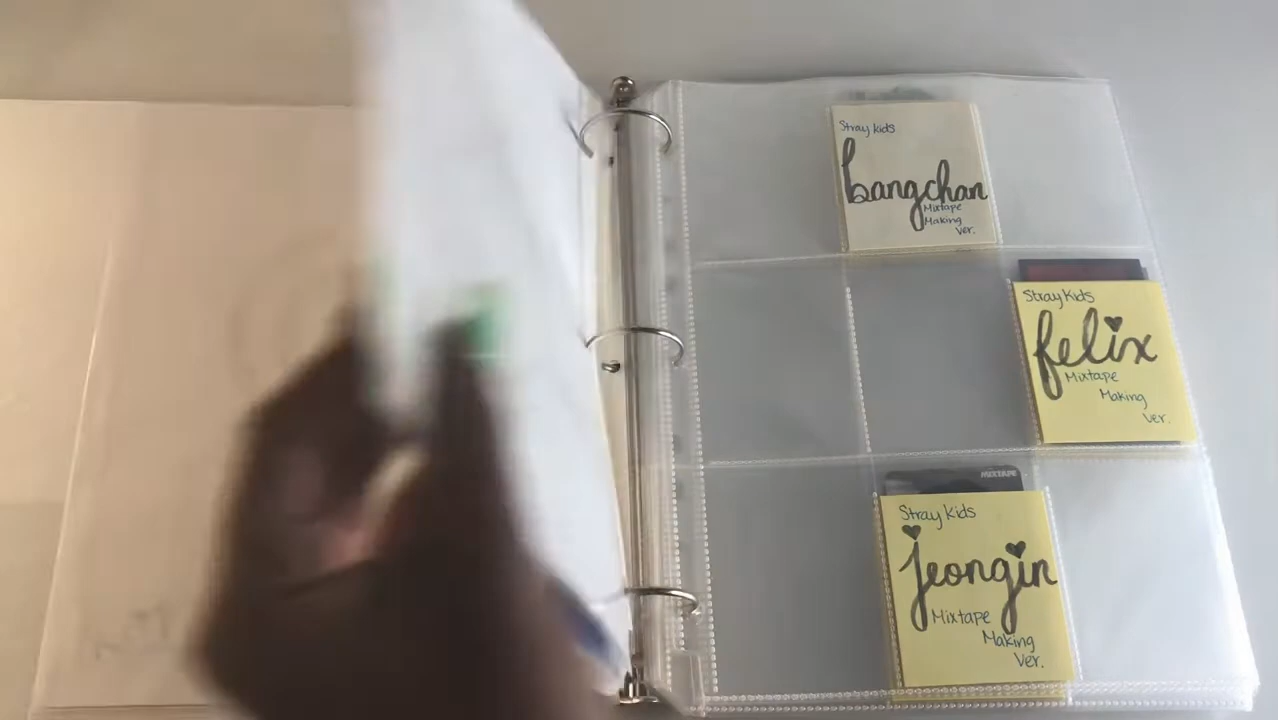 Stray kids
bangchan
Mixtape
Making
Ver.
Stray Kids
felix
Mixtape
Making
Ver.
MIXTAPE
Stray Kids
jeongin
Mixtape
Making
Ver.